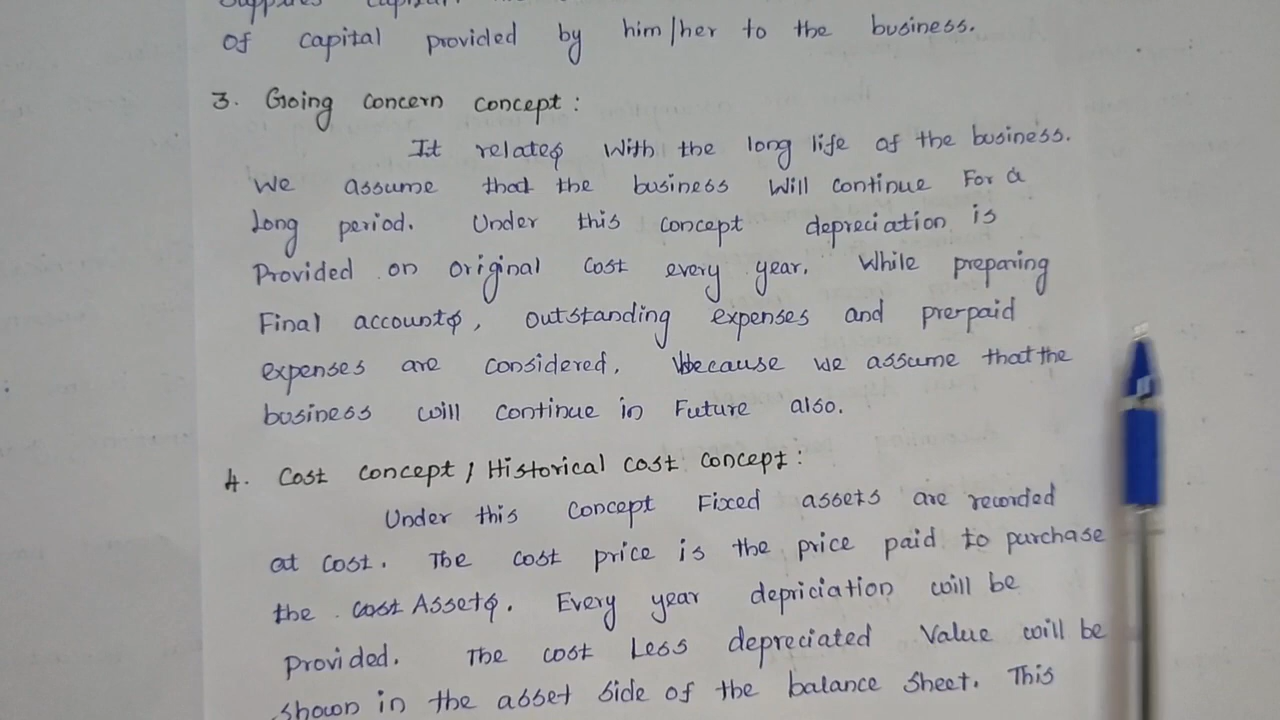 Supplies capital
of capital provided by him/her to the business.
3. Going concern concept:
It relates with the long life of the business.
We assume that the business will continue For a
long period. Under this concept depreciation is
Provided on original cost every year. While preparing
Final accounts, outstanding expenses and pre-paid
expenses are considered, because we assume that the
business will continue in Future also.
4. Cost concept / Historical cost concept:
Under this concept Fixed assets are recorded
at cost. The cost price is the price paid to purchase
the cost Assets. Every year depriciation will be
provided. The cost Less depreciated Value will be
shown in the asset side of the balance sheet. This